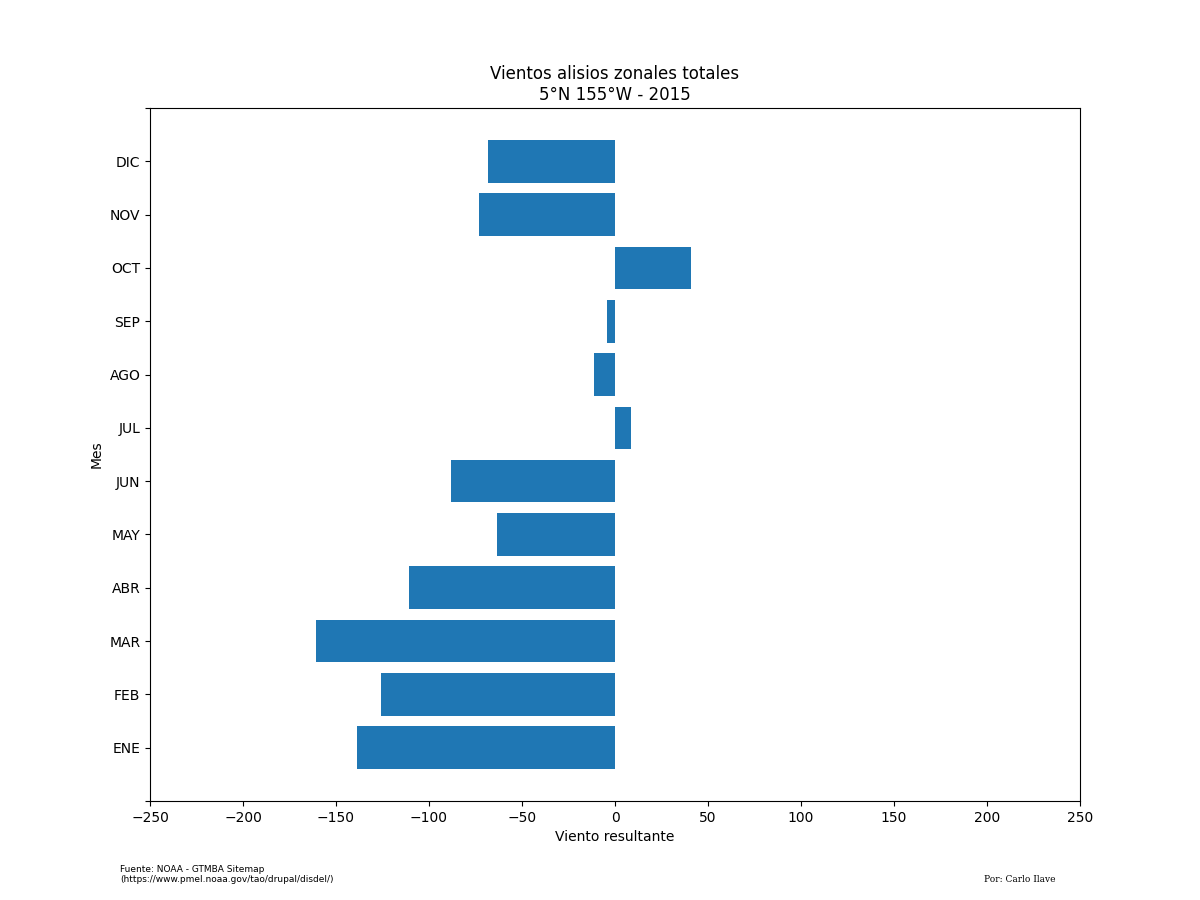 Vientos alisios zonales totales
5°N 155°W - 2015
DIC
NOV
OCT
SEP
AGO
JUL
JUN
MAY
ABR
MAR
FEB
ENE
Mes
−250 −200 −150 −100 −50 0 50 100 150 200 250
Viento resultante
Fuente: NOAA - GTMBA Sitemap
(https://www.pmel.noaa.gov/tao/drupal/disdel/)
Por: Carlo Ilave